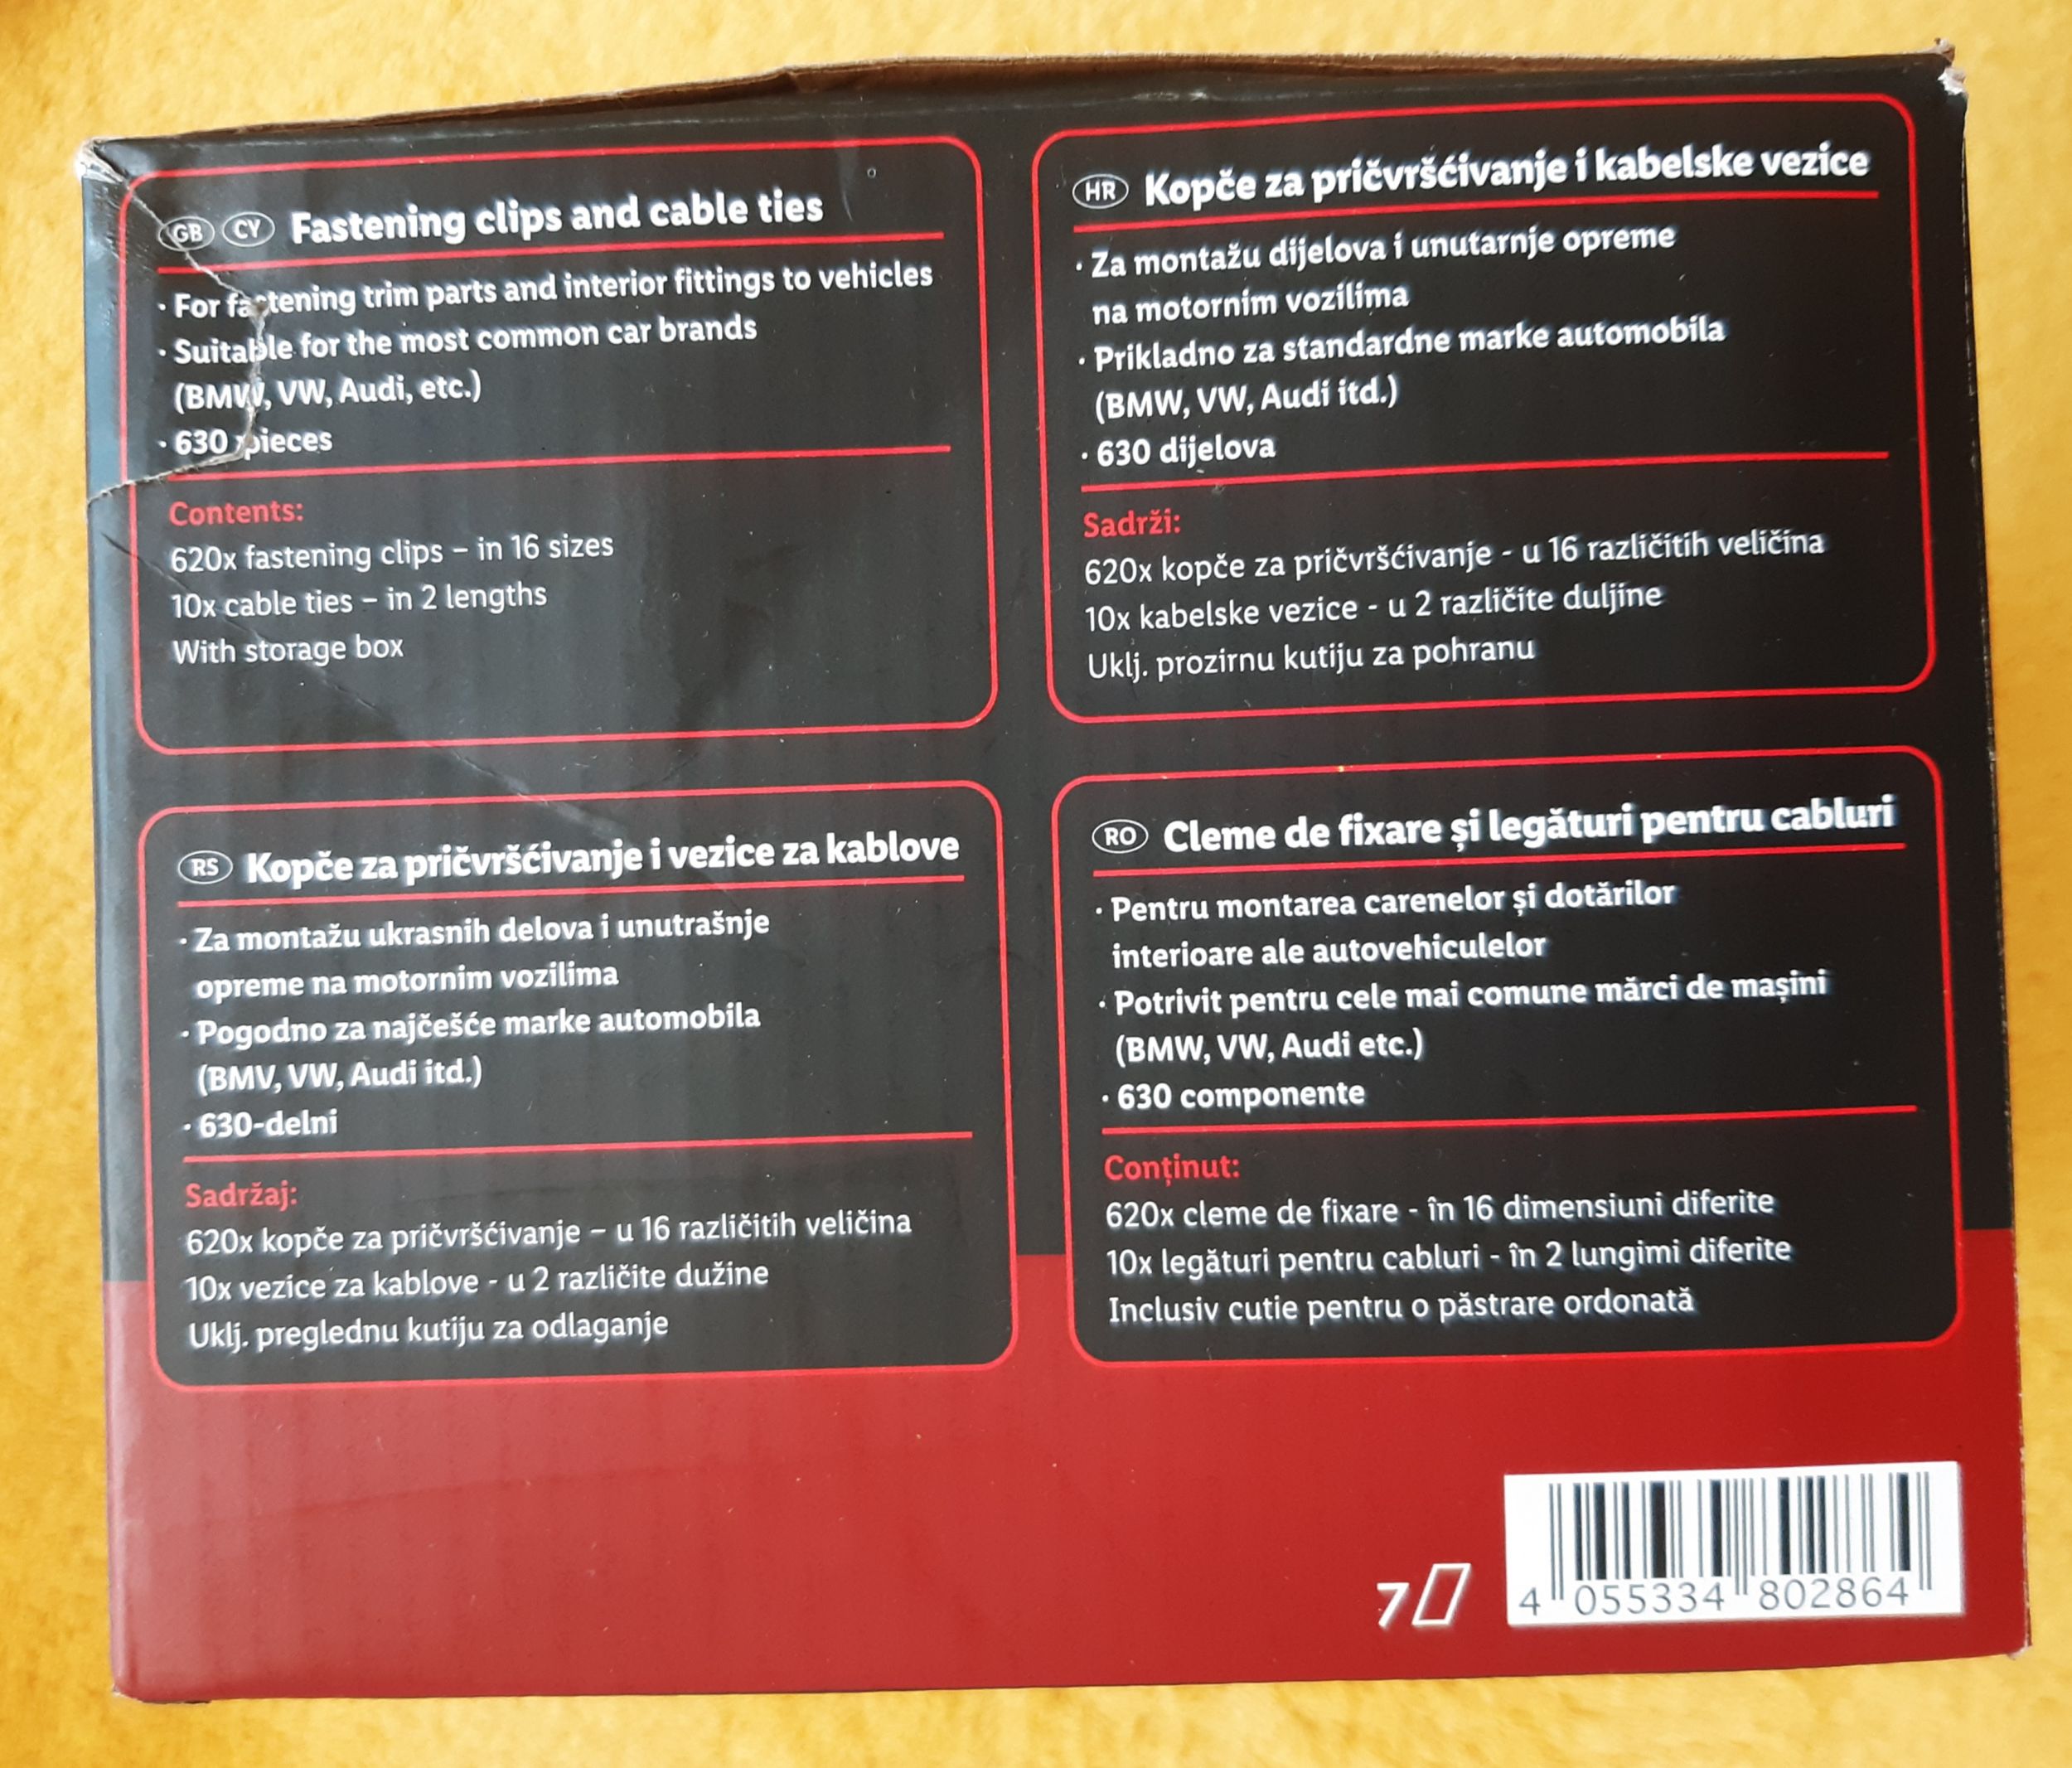 GB CY Fastening clips and cable ties
· For fastening trim parts and interior fittings to vehicles
· Suitable for the most common car brands
(BMW, VW, Audi, etc.)
· 630 pieces
Contents:
620x fastening clips – in 16 sizes
10x cable ties – in 2 lengths
With storage box
HR Kopče za pričvršćivanje i kabelske vezice
· Za montažu dijelova i unutarnje opreme
na motornim vozilima
· Prikladno za standardne marke automobila
(BMW, VW, Audi itd.)
· 630 dijelova
Sadrži:
620x kopče za pričvršćivanje - u 16 različitih veličina
10x kabelske vezice - u 2 različite duljine
Uklj. prozirnu kutiju za pohranu
RS Kopče za pričvršćivanje i vezice za kablove
· Za montažu ukrasnih delova i unutrašnje
opreme na motornim vozilima
· Pogodno za najčešće marke automobila
(BMV, VW, Audi itd.)
· 630-delni
Sadržaj:
620x kopče za pričvršćivanje – u 16 različitih veličina
10x vezice za kablove - u 2 različite dužine
Uklj. preglednu kutiju za odlaganje
RO Cleme de fixare și legături pentru cabluri
· Pentru montarea carenelor și dotărilor
interioare ale autovehiculelor
· Potrivit pentru cele mai comune mărci de mașini
(BMW, VW, Audi etc.)
· 630 componente
Conținut:
620x cleme de fixare - în 16 dimensiuni diferite
10x legături pentru cabluri - în 2 lungimi diferite
Inclusiv cutie pentru o păstrare ordonată
7
4 055334 802864